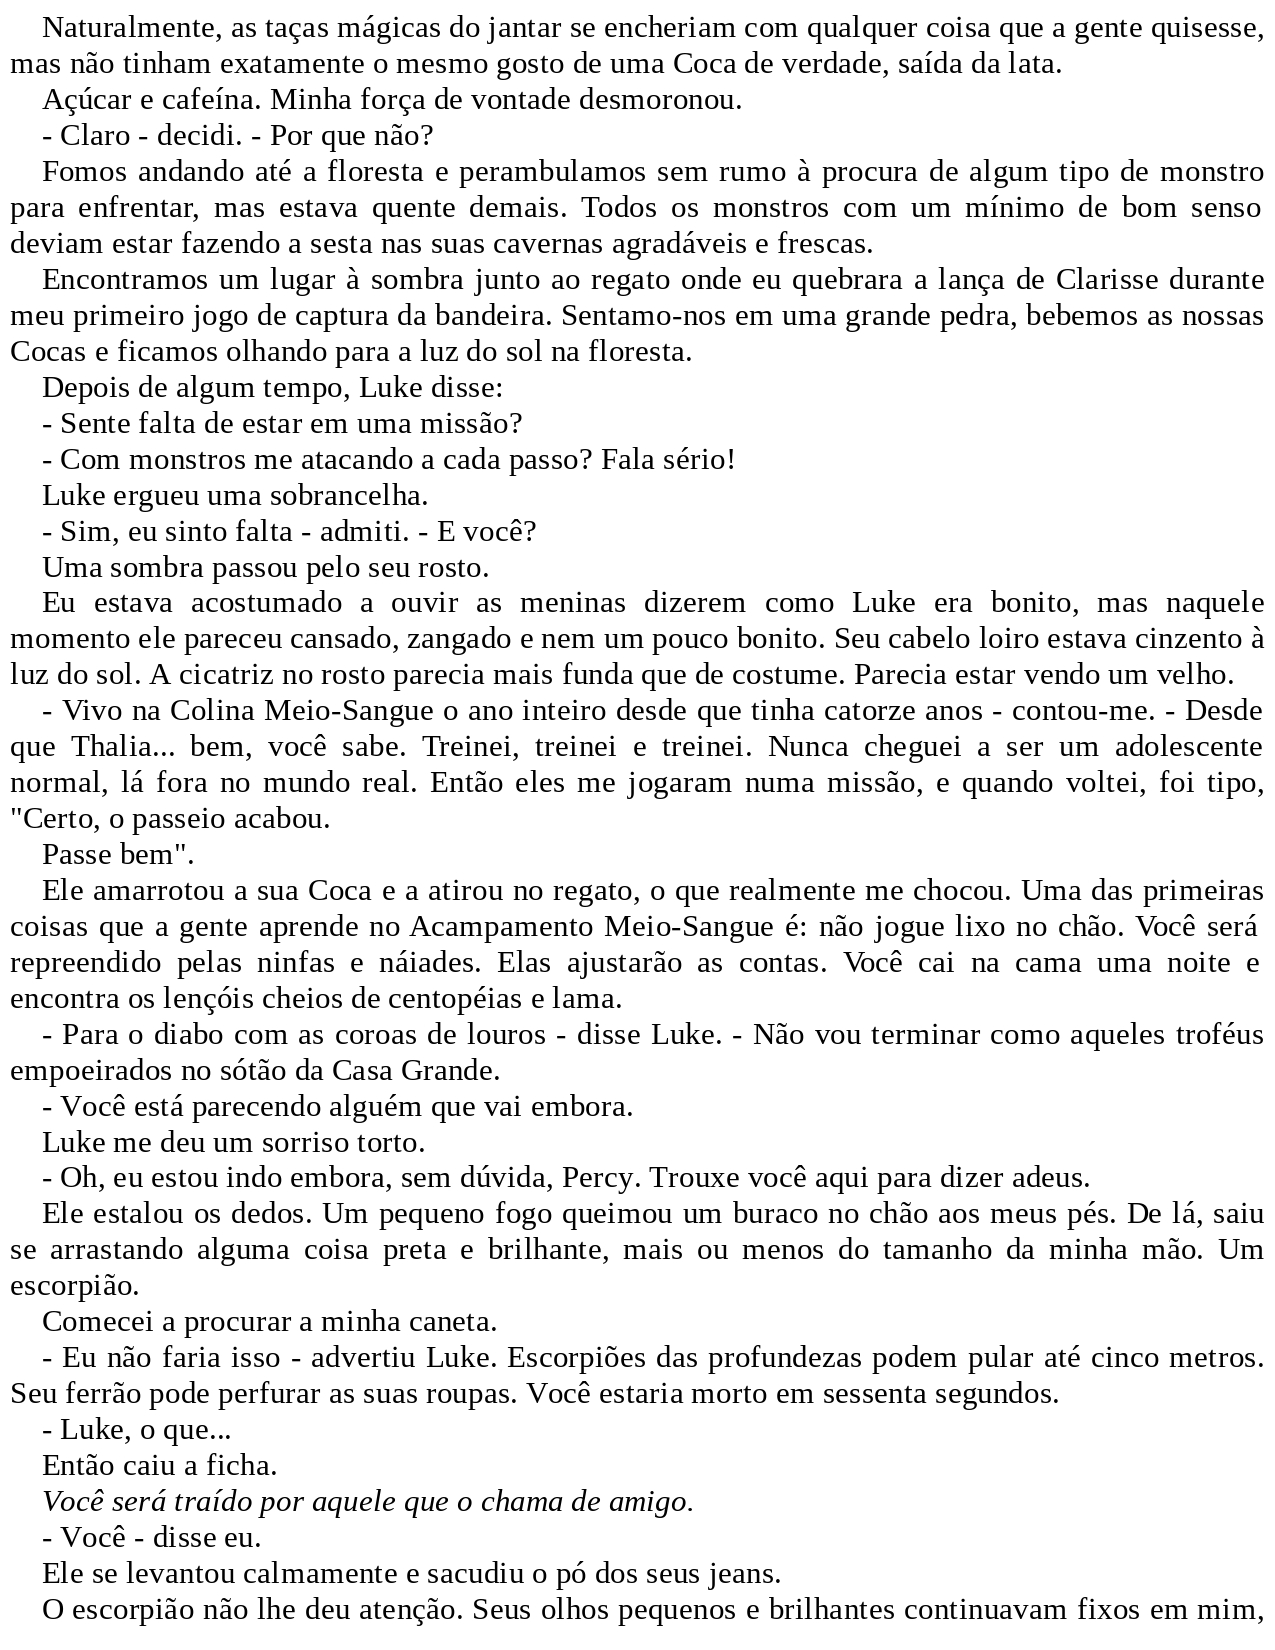 Naturalmente, as taças mágicas do jantar se encheriam com qualquer coisa que a gente quisesse,
mas não tinham exatamente o mesmo gosto de uma Coca de verdade, saída da lata.
Açúcar e cafeína. Minha força de vontade desmoronou.
- Claro - decidi. - Por que não?
Fomos andando até a floresta e perambulamos sem rumo à procura de algum tipo de monstro
para enfrentar, mas estava quente demais. Todos os monstros com um mínimo de bom senso
deviam estar fazendo a sesta nas suas cavernas agradáveis e frescas.
Encontramos um lugar à sombra junto ao regato onde eu quebrara a lança de Clarisse durante
meu primeiro jogo de captura da bandeira. Sentamo-nos em uma grande pedra, bebemos as nossas
Cocas e ficamos olhando para a luz do sol na floresta.
Depois de algum tempo, Luke disse:
- Sente falta de estar em uma missão?
- Com monstros me atacando a cada passo? Fala sério!
Luke ergueu uma sobrancelha.
- Sim, eu sinto falta - admiti. - E você?
Uma sombra passou pelo seu rosto.
Eu estava acostumado a ouvir as meninas dizerem como Luke era bonito, mas naquele
momento ele pareceu cansado, zangado e nem um pouco bonito. Seu cabelo loiro estava cinzento à
luz do sol. A cicatriz no rosto parecia mais funda que de costume. Parecia estar vendo um velho.
- Vivo na Colina Meio-Sangue o ano inteiro desde que tinha catorze anos - contou-me. - Desde
que Thalia... bem, você sabe. Treinei, treinei e treinei. Nunca cheguei a ser um adolescente
normal, lá fora no mundo real. Então eles me jogaram numa missão, e quando voltei, foi tipo,
"Certo, o passeio acabou.
Passe bem".
Ele amarrotou a sua Coca e a atirou no regato, o que realmente me chocou. Uma das primeiras
coisas que a gente aprende no Acampamento Meio-Sangue é: não jogue lixo no chão. Você será
repreendido pelas ninfas e náiades. Elas ajustarão as contas. Você cai na cama uma noite e
encontra os lençóis cheios de centopéias e lama.
- Para o diabo com as coroas de louros - disse Luke. - Não vou terminar como aqueles troféus
empoeirados no sótão da Casa Grande.
- Você está parecendo alguém que vai embora.
Luke me deu um sorriso torto.
- Oh, eu estou indo embora, sem dúvida, Percy. Trouxe você aqui para dizer adeus.
Ele estalou os dedos. Um pequeno fogo queimou um buraco no chão aos meus pés. De lá, saiu
se arrastando alguma coisa preta e brilhante, mais ou menos do tamanho da minha mão. Um
escorpião.
Comecei a procurar a minha caneta.
- Eu não faria isso - advertiu Luke. Escorpiões das profundezas podem pular até cinco metros.
Seu ferrão pode perfurar as suas roupas. Você estaria morto em sessenta segundos.
- Luke, o que...
Então caiu a ficha.
Você será traído por aquele que o chama de amigo.
- Você - disse eu.
Ele se levantou calmamente e sacudiu o pó dos seus jeans.
O escorpião não lhe deu atenção. Seus olhos pequenos e brilhantes continuavam fixos em mim,